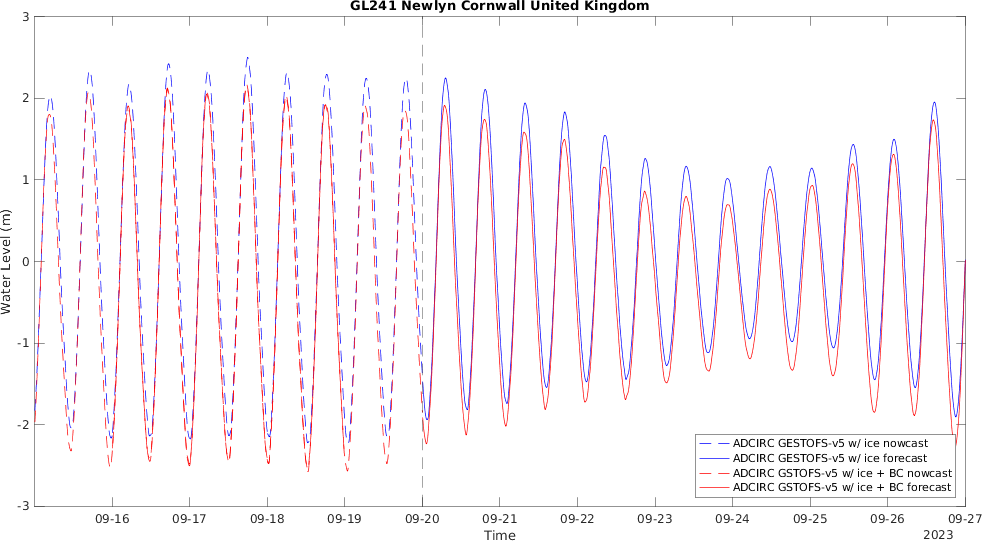 GL241 Newlyn Cornwall United Kingdom
3
2
1
0
-1
-2
-3
Water Level (m)
ADCIRC GESTOFS-v5 w/ ice nowcast
ADCIRC GESTOFS-v5 w/ ice forecast
ADCIRC GSTOFS-v5 w/ ice + BC nowcast
ADCIRC GSTOFS-v5 w/ ice + BC forecast
09-16 09-17 09-18 09-19 09-20 09-21 09-22 09-23 09-24 09-25 09-26 09-27
Time
2023